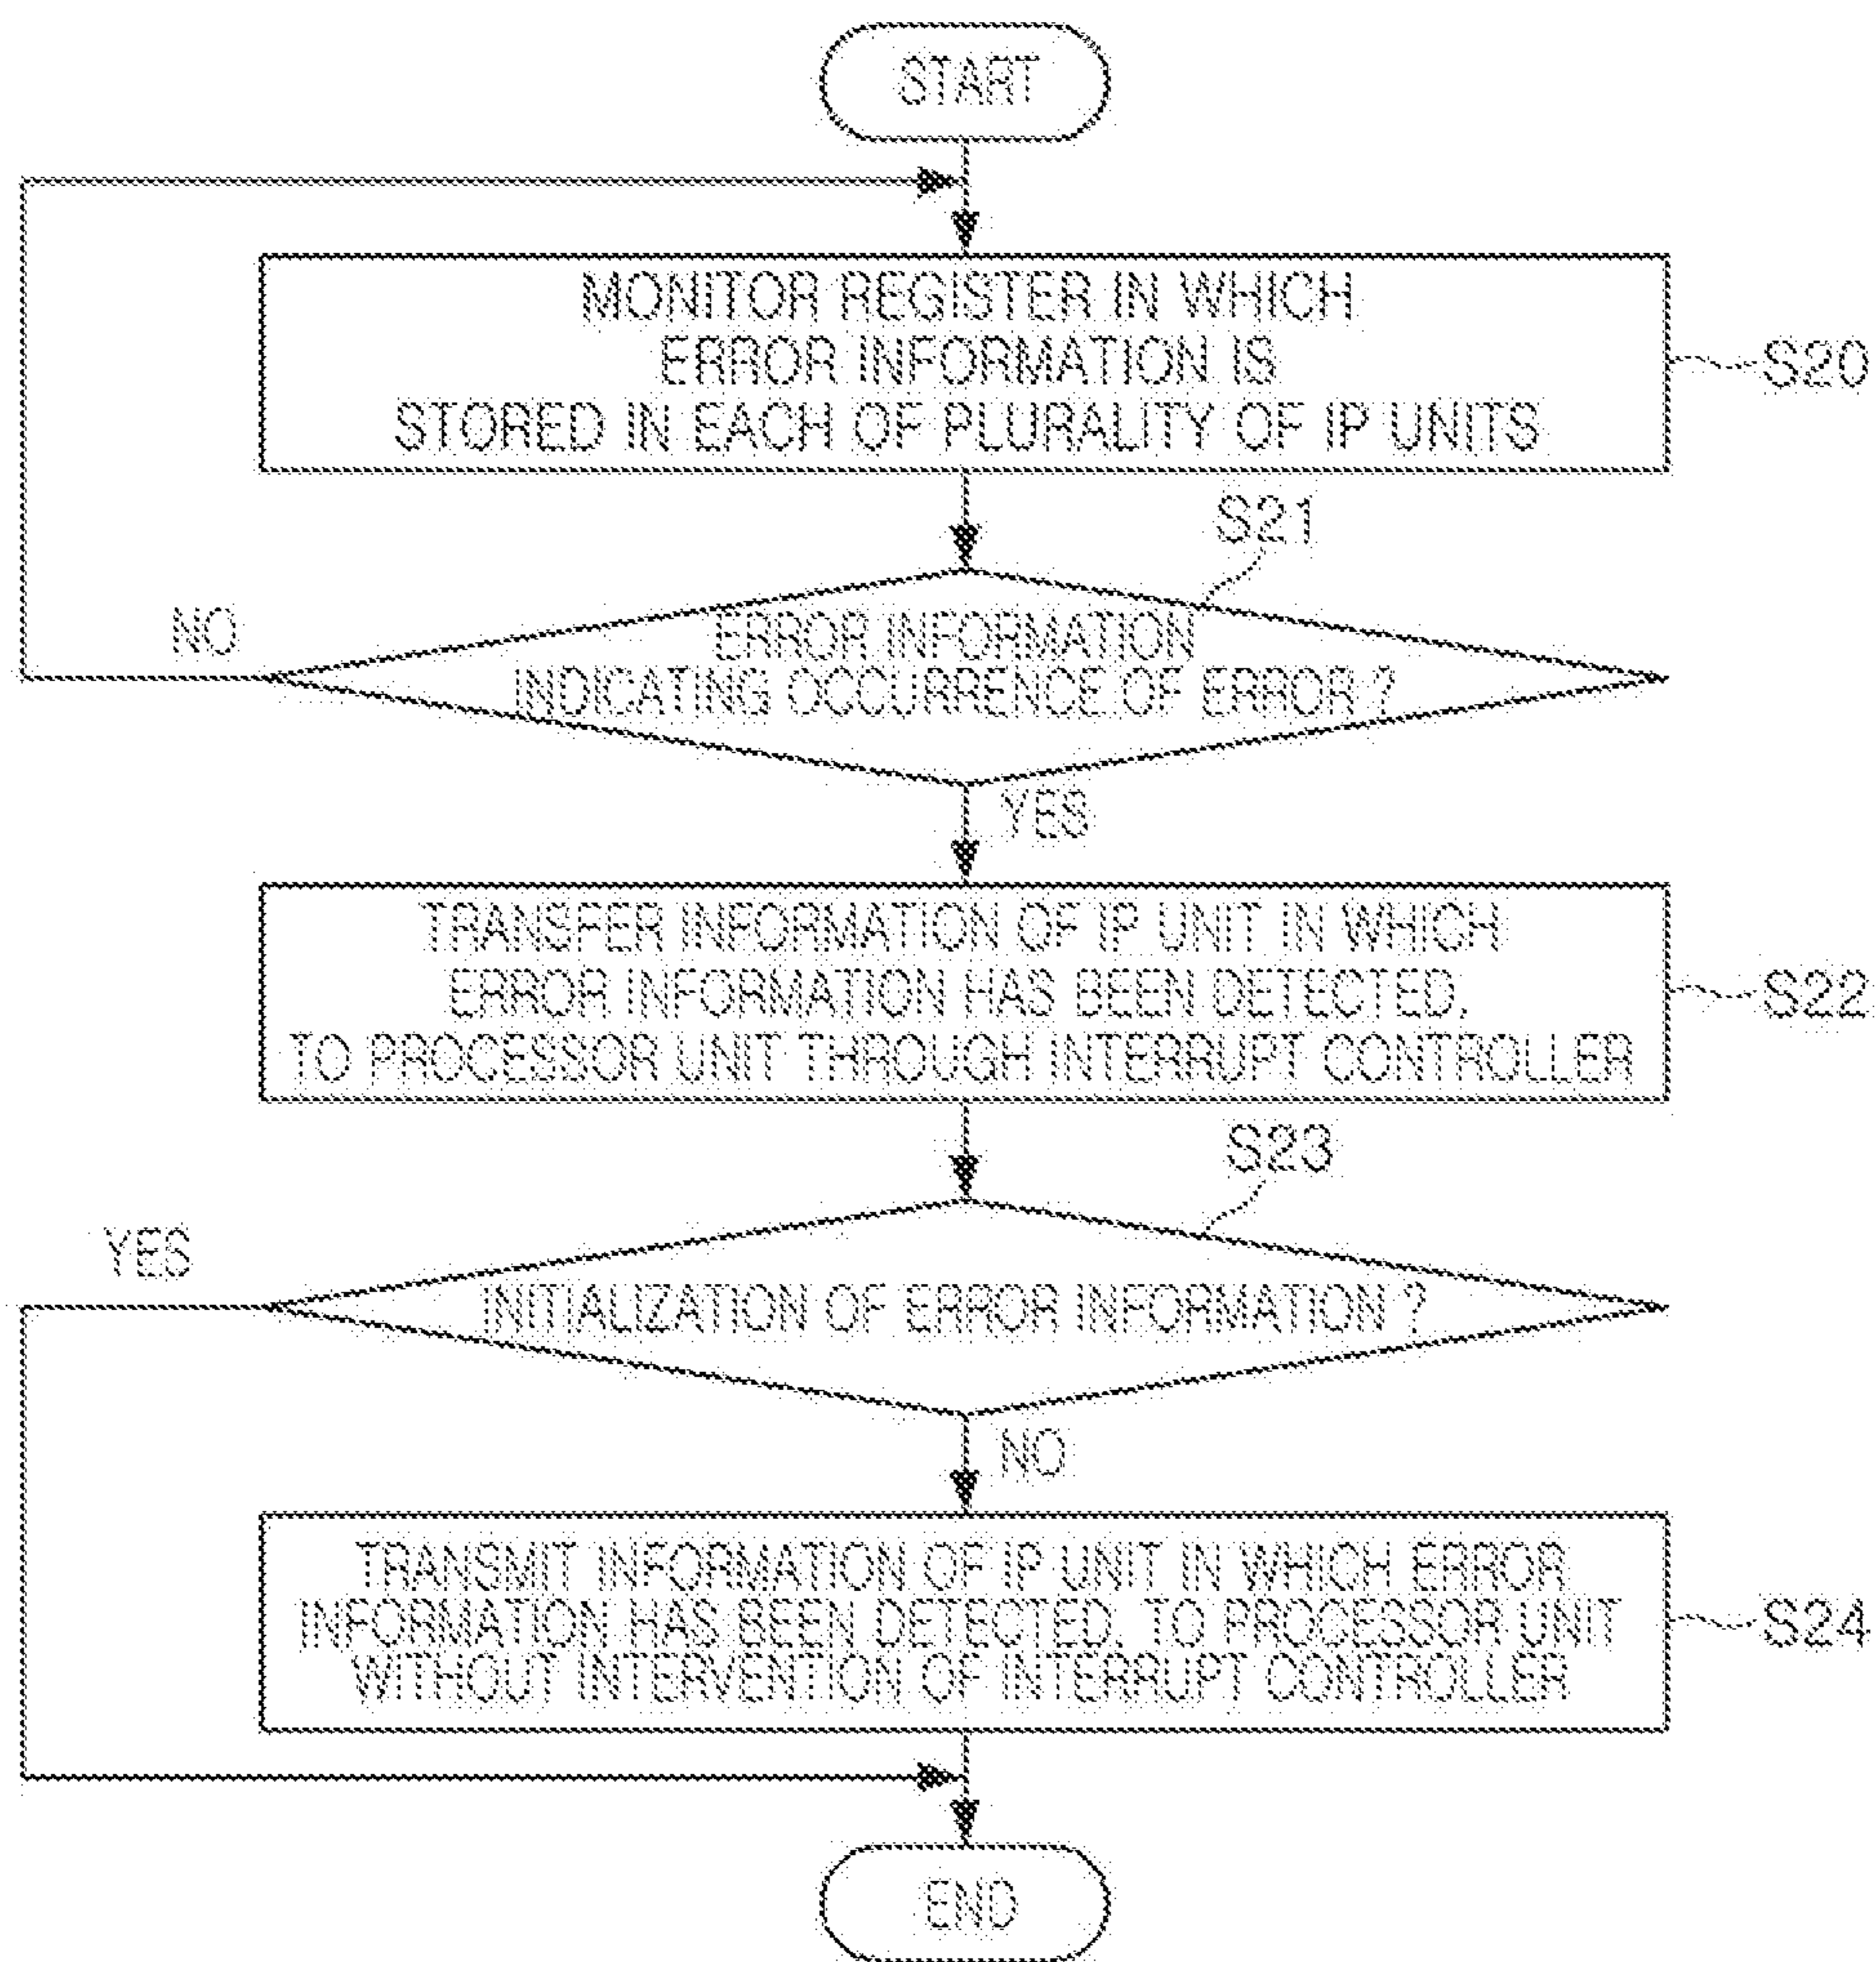 START
MONITOR REGISTER IN WHICH
ERROR INFORMATION IS
STORED IN EACH OF PLURALITY OF IP UNITS
S20
S21
ERROR INFORMATION
INDICATING OCCURRENCE OF ERROR ?
NO
YES
TRANSFER INFORMATION OF IP UNIT IN WHICH
ERROR INFORMATION HAS BEEN DETECTED,
TO PROCESSOR UNIT THROUGH INTERRUPT CONTROLLER
S22
S23
YES
INITIALIZATION OF ERROR INFORMATION ?
NO
TRANSMIT INFORMATION OF IP UNIT IN WHICH ERROR
INFORMATION HAS BEEN DETECTED, TO PROCESSOR UNIT
WITHOUT INTERVENTION OF INTERRUPT CONTROLLER
S24
END